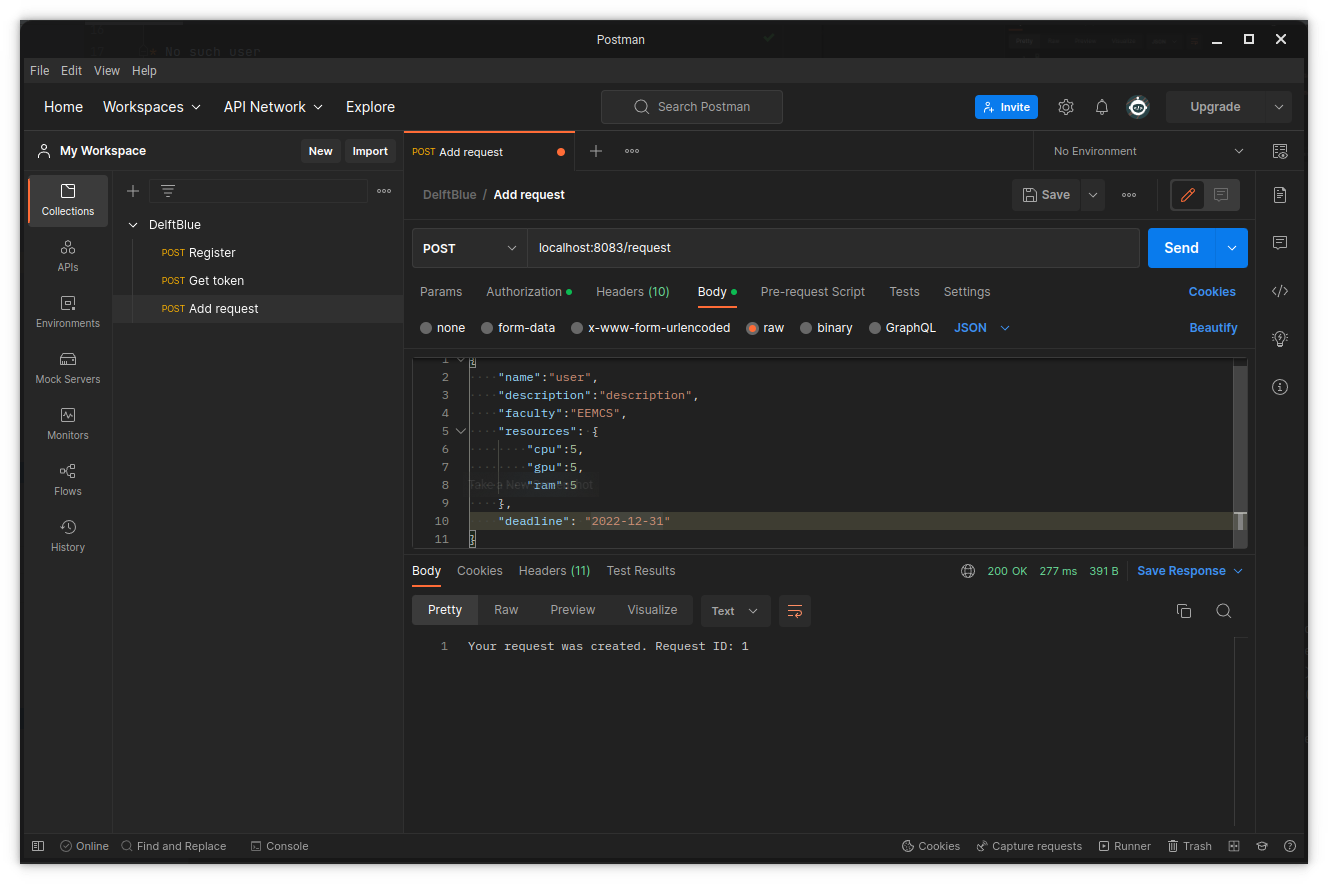 Postman
No such user
File Edit View Help
Home Workspaces API Network Explore Search Postman Invite Upgrade
My Workspace New Import POST Add request No Environment
Collections
APIs
Environments
Mock Servers
Monitors
Flows
History
DelftBlue
POST Register
POST Get token
POST Add request
DelftBlue / Add request Save
POST localhost:8083/request Send
Params Authorization Headers (10) Body Pre-request Script Tests Settings Cookies
none form-data x-www-form-urlencoded raw binary GraphQL JSON Beautify
1 {
2 "name":"user",
3 "description":"description",
4 "faculty":"EEMCS",
5 "resources": {
6 "cpu":5,
7 "gpu":5,
8 "ram":5
9 },
10 "deadline": "2022-12-31"
11 }
Body Cookies Headers (11) Test Results 200 OK 277 ms 391 B Save Response
Pretty Raw Preview Visualize Text
1 Your request was created. Request ID: 1
Online Find and Replace Console Cookies Capture requests Runner Trash